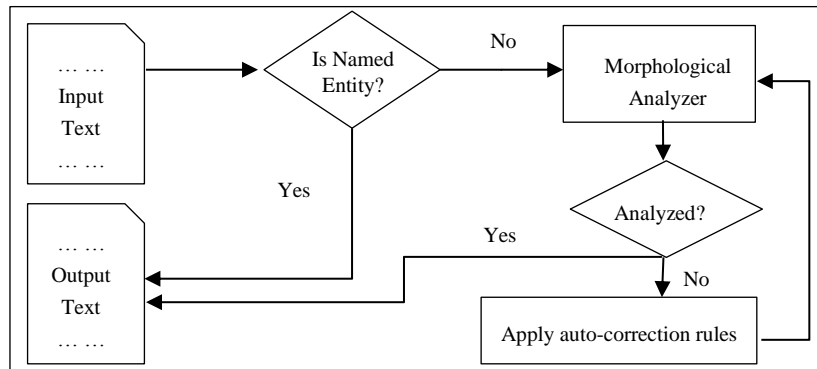 … …
Input
Text
… …
Is Named
Entity?
No
Morphological
Analyzer
Yes
Analyzed?
Yes
No
… …
Output
Text
… …
Apply auto-correction rules